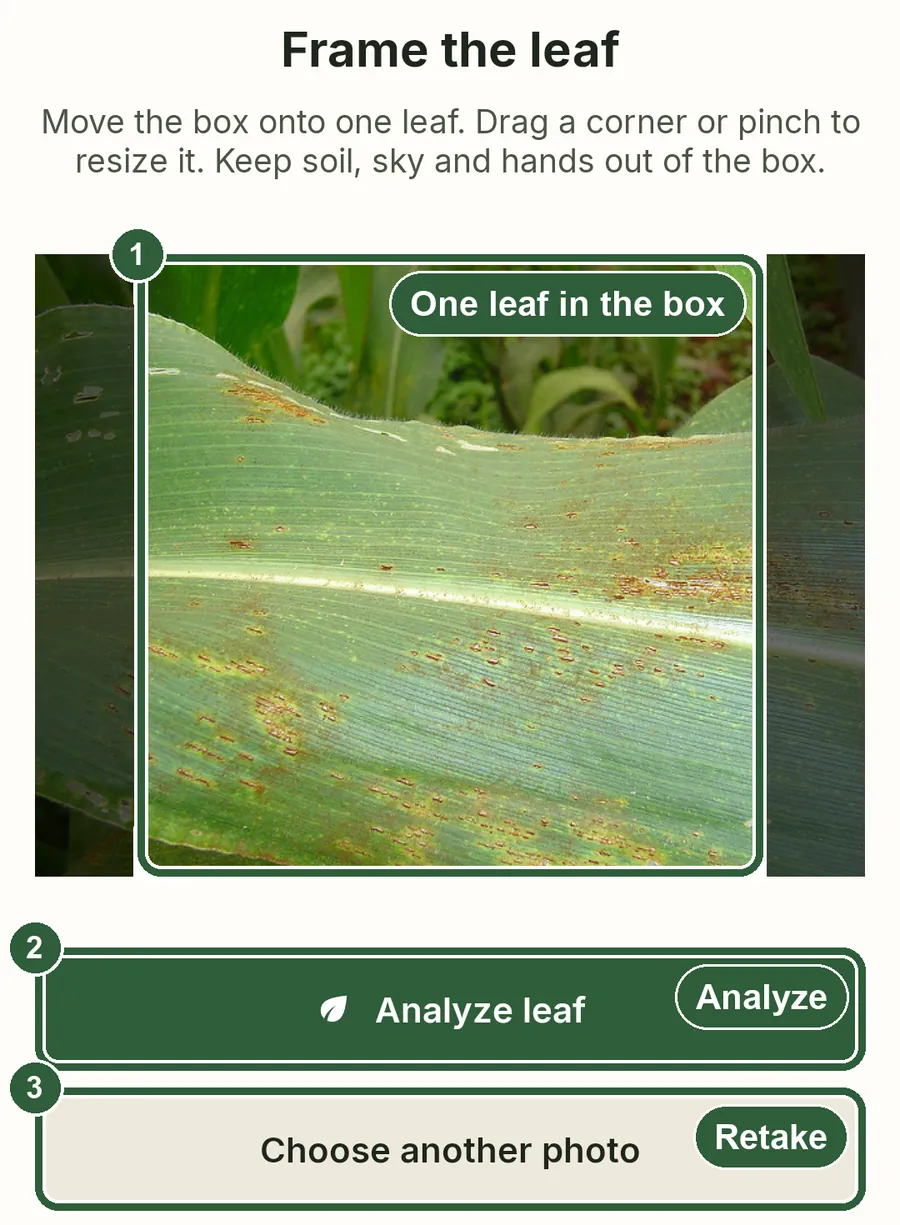 Frame the leaf
Move the box onto one leaf. Drag a corner or pinch to
resize it. Keep soil, sky and hands out of the box.
1
One leaf in the box
2
Analyze leaf
Analyze
3
Choose another photo
Retake